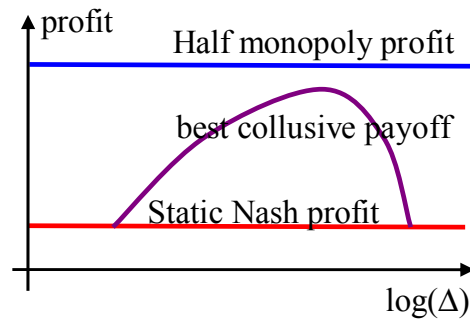 profit
Half monopoly profit
best collusive payoff
Static Nash profit
log(Δ)